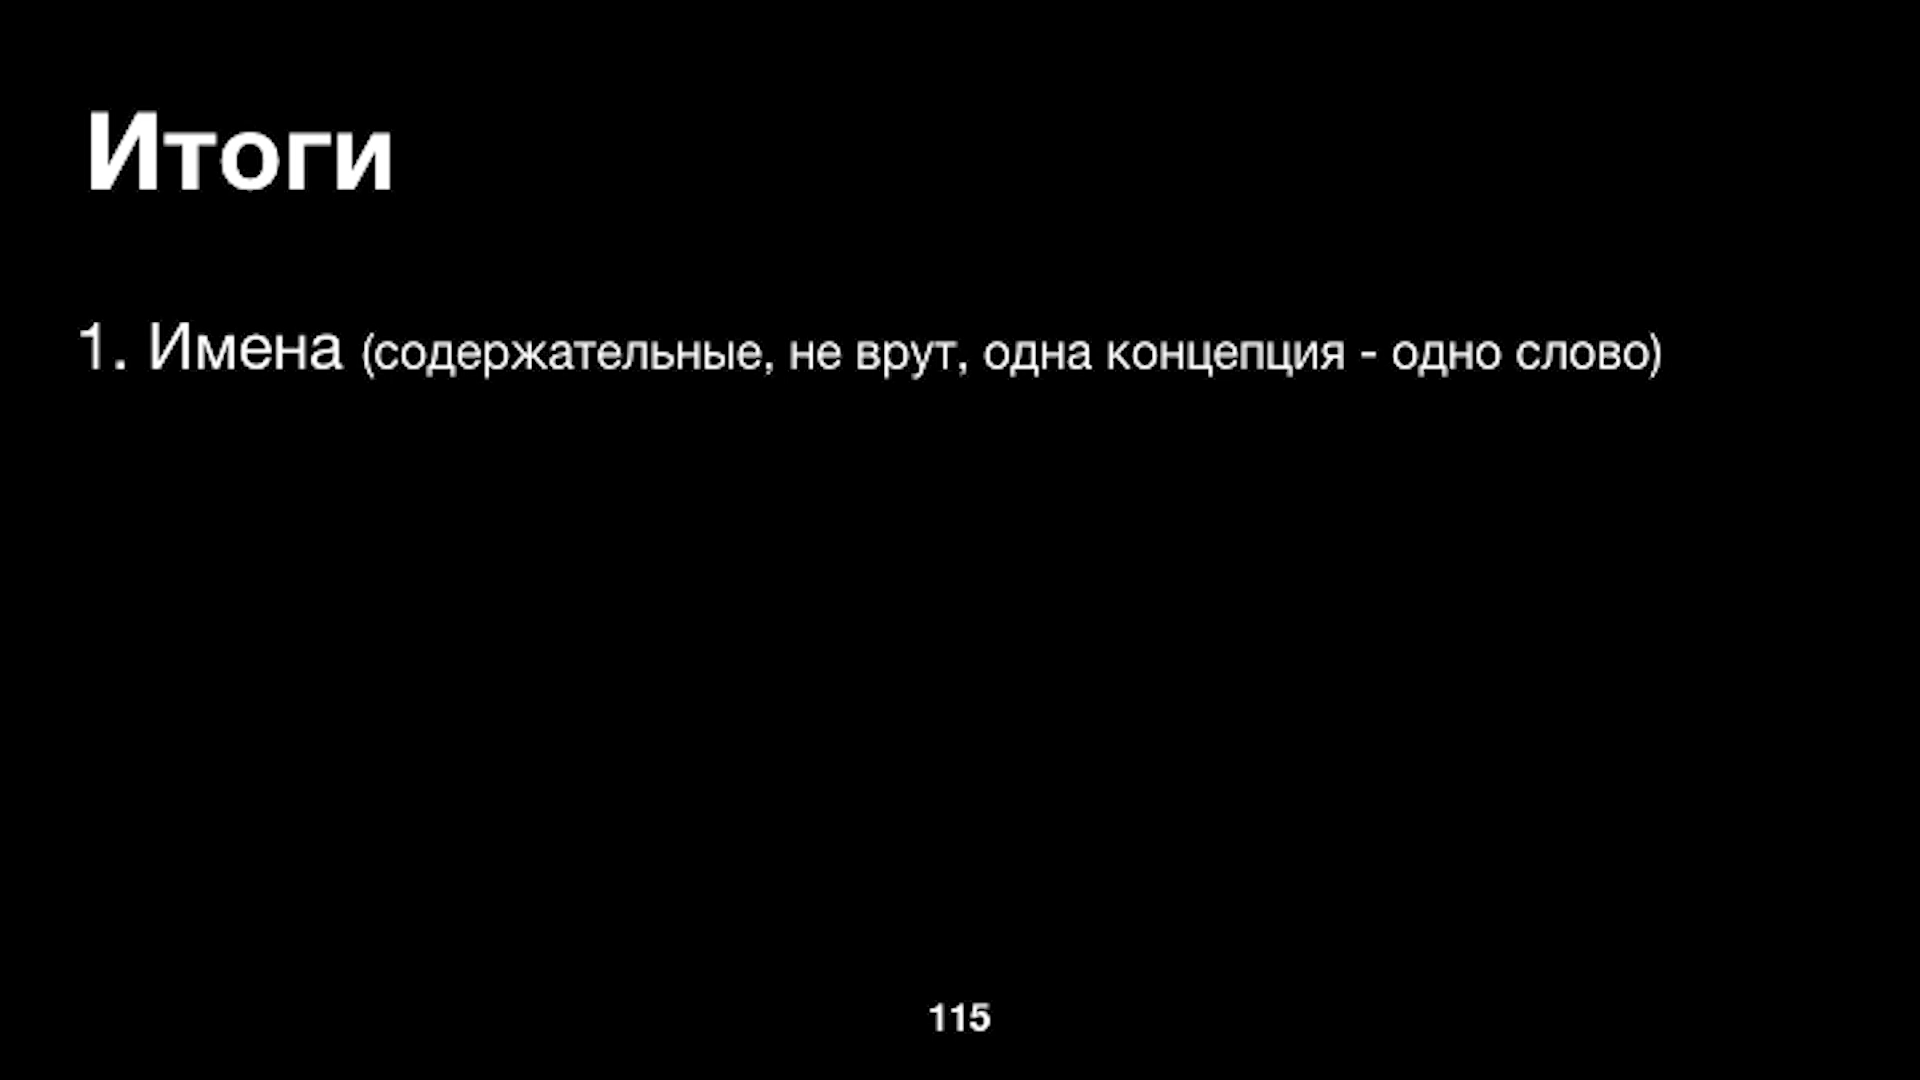 Итоги
1. Имена (содержательные, не врут, одна концепция - одно слово)
115